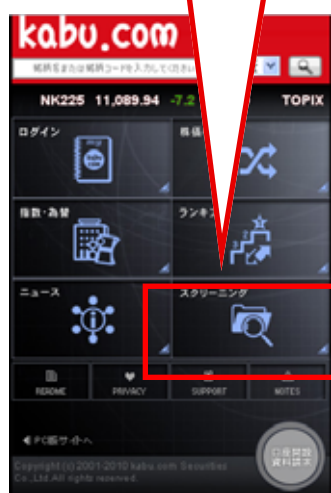 kabu.com
銘柄名または銘柄コードを入力してください
NK225 11,089.94 -7.2 TOPIX
ログイン
株価
指数・為替
ランキ
ニュース
スクリーニング
README PRIVACY SUPPORT NOTES
PC版サイトへ
口座開設
資料請求
Copyright (c) 2001-2010 kabu.com Securities
Co.,Ltd.All rights reserved.